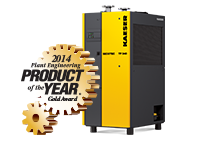 2014
Plant Engineering
PRODUCT
of the
YEAR
Gold Award
KAESER